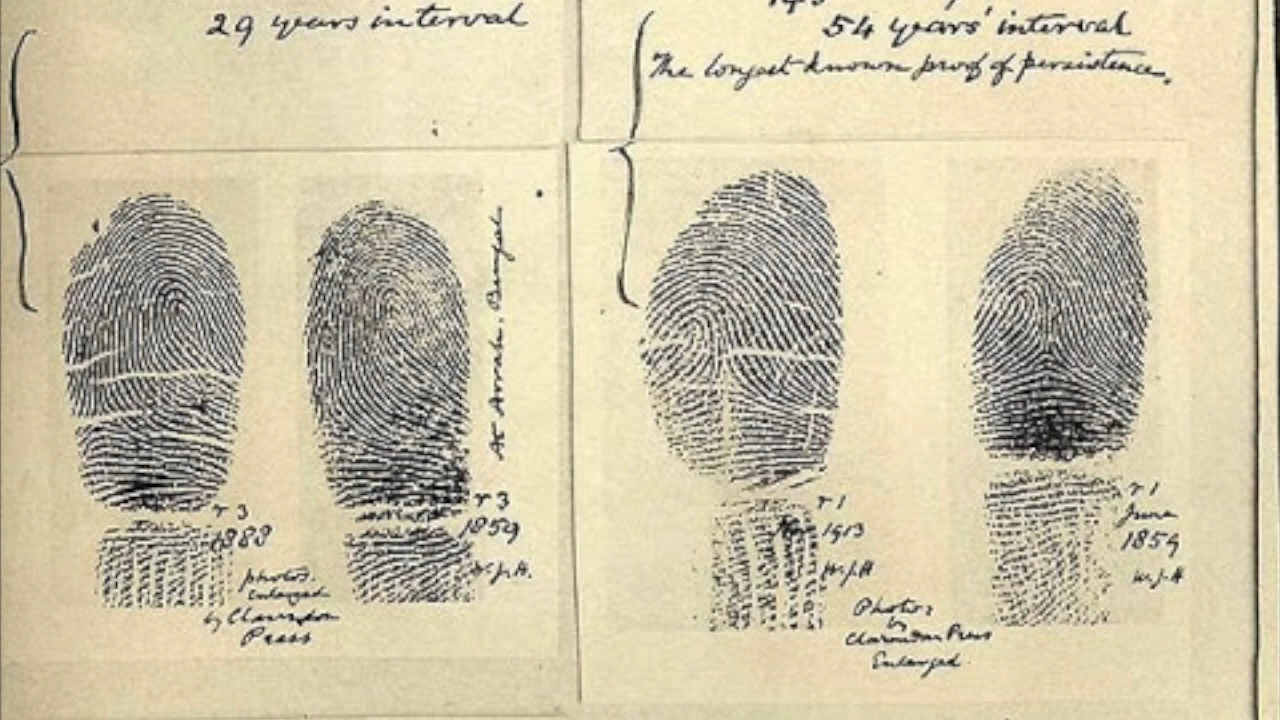 29 years' interval
54 years' interval
The longest known proof of persistence.
At Arrah, Bengal
r 3
1888
photos.
Enlarged
by Clarendon
Press
r 3
1859
W.J.H.
r 1
1913
W.J.H
Photos
by
Clarendon Press
Enlarged.
r 1
June
1859
W.J.H